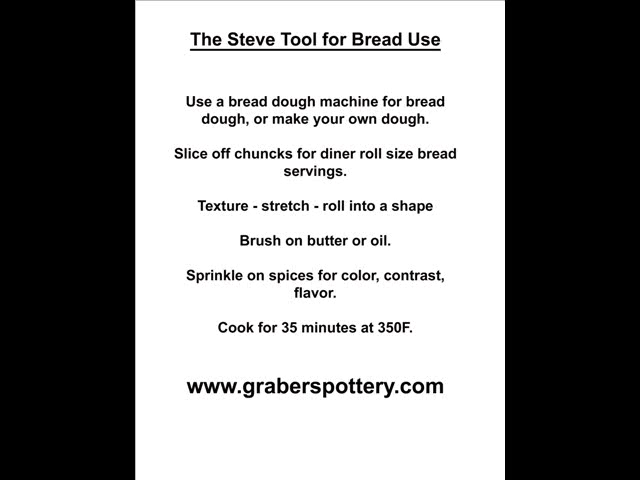 The Steve Tool for Bread Use
Use a bread dough machine for bread
dough, or make your own dough.
Slice off chuncks for diner roll size bread
servings.
Texture - stretch - roll into a shape
Brush on butter or oil.
Sprinkle on spices for color, contrast,
flavor.
Cook for 35 minutes at 350F.
www.graberspottery.com